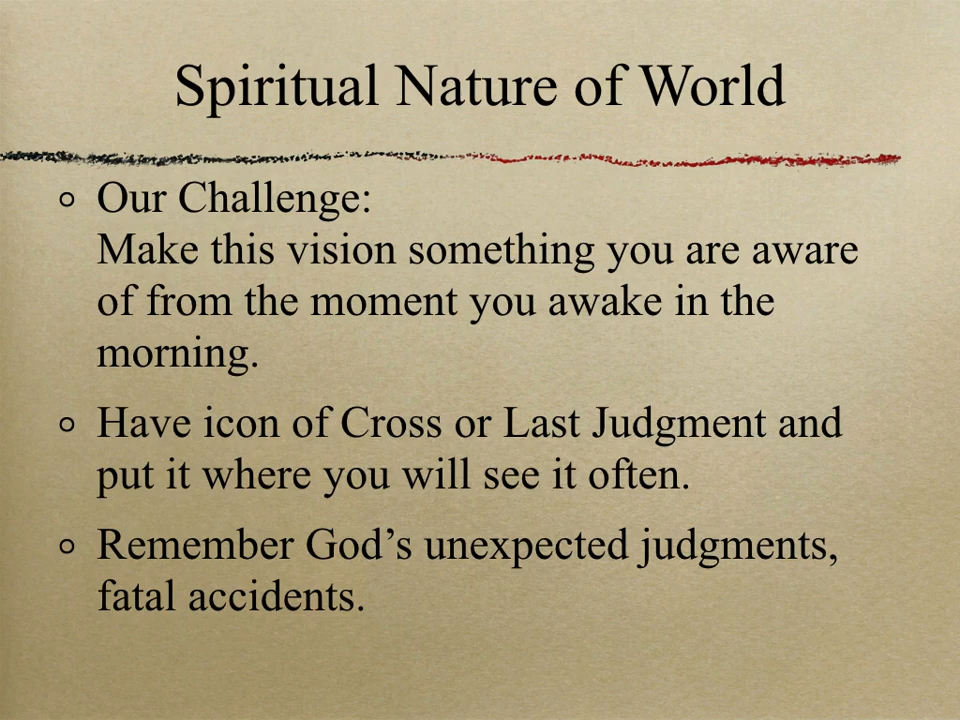 Spiritual Nature of World
Our Challenge:
Make this vision something you are aware
of from the moment you awake in the
morning.
Have icon of Cross or Last Judgment and
put it where you will see it often.
Remember God’s unexpected judgments,
fatal accidents.